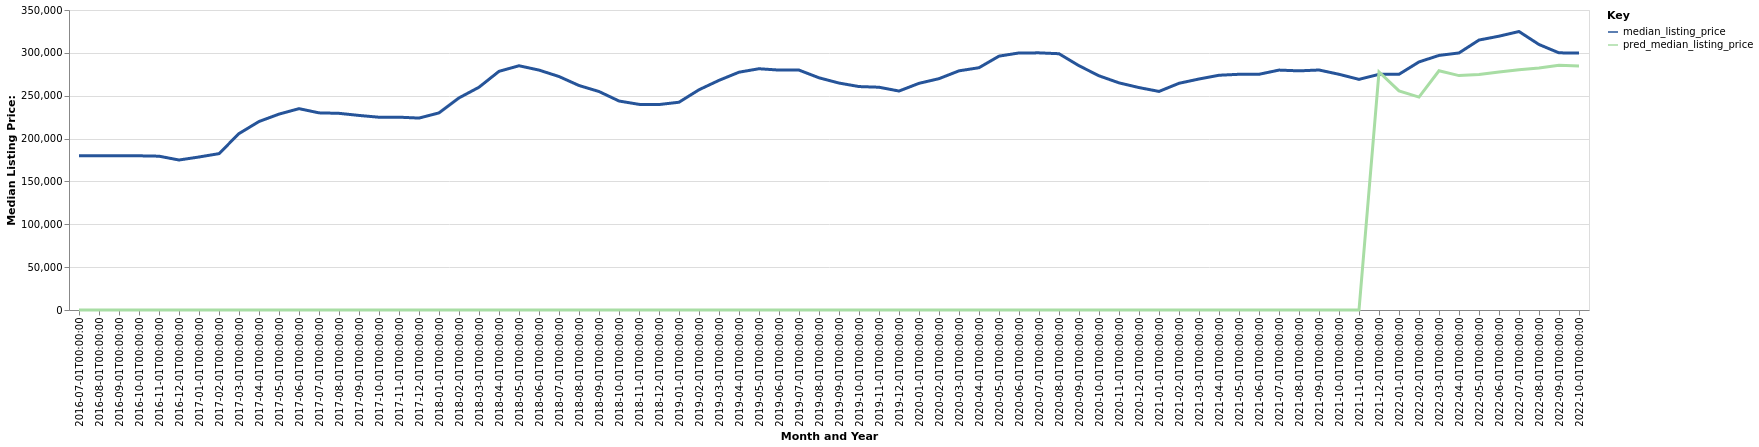 350,000
300,000
250,000
200,000
150,000
100,000
50,000
0
Median Listing Price:
2016-07-01T00:00:00
2016-08-01T00:00:00
2016-09-01T00:00:00
2016-10-01T00:00:00
2016-11-01T00:00:00
2016-12-01T00:00:00
2017-01-01T00:00:00
2017-02-01T00:00:00
2017-03-01T00:00:00
2017-04-01T00:00:00
2017-05-01T00:00:00
2017-06-01T00:00:00
2017-07-01T00:00:00
2017-08-01T00:00:00
2017-09-01T00:00:00
2017-10-01T00:00:00
2017-11-01T00:00:00
2017-12-01T00:00:00
2018-01-01T00:00:00
2018-02-01T00:00:00
2018-03-01T00:00:00
2018-04-01T00:00:00
2018-05-01T00:00:00
2018-06-01T00:00:00
2018-07-01T00:00:00
2018-08-01T00:00:00
2018-09-01T00:00:00
2018-10-01T00:00:00
2018-11-01T00:00:00
2018-12-01T00:00:00
2019-01-01T00:00:00
2019-02-01T00:00:00
2019-03-01T00:00:00
2019-04-01T00:00:00
2019-05-01T00:00:00
2019-06-01T00:00:00
2019-07-01T00:00:00
2019-08-01T00:00:00
2019-09-01T00:00:00
2019-10-01T00:00:00
2019-11-01T00:00:00
2019-12-01T00:00:00
2020-01-01T00:00:00
2020-02-01T00:00:00
2020-03-01T00:00:00
2020-04-01T00:00:00
2020-05-01T00:00:00
2020-06-01T00:00:00
2020-07-01T00:00:00
2020-08-01T00:00:00
2020-09-01T00:00:00
2020-10-01T00:00:00
2020-11-01T00:00:00
2020-12-01T00:00:00
2021-01-01T00:00:00
2021-02-01T00:00:00
2021-03-01T00:00:00
2021-04-01T00:00:00
2021-05-01T00:00:00
2021-06-01T00:00:00
2021-07-01T00:00:00
2021-08-01T00:00:00
2021-09-01T00:00:00
2021-10-01T00:00:00
2021-11-01T00:00:00
2021-12-01T00:00:00
2022-01-01T00:00:00
2022-02-01T00:00:00
2022-03-01T00:00:00
2022-04-01T00:00:00
2022-05-01T00:00:00
2022-06-01T00:00:00
2022-07-01T00:00:00
2022-08-01T00:00:00
2022-09-01T00:00:00
2022-10-01T00:00:00
Month and Year
Key
median_listing_price
pred_median_listing_price